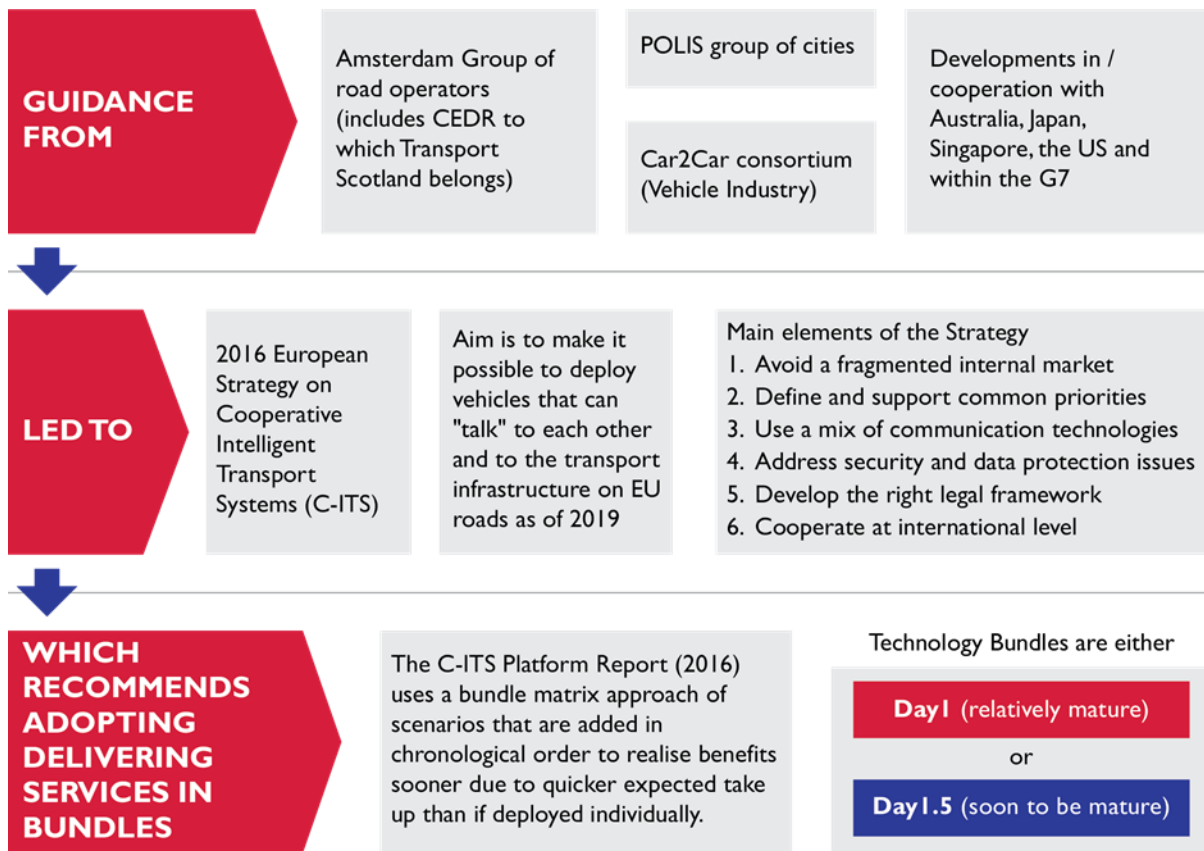 GUIDANCE
FROM
Amsterdam Group of
road operators
(includes CEDR to
which Transport
Scotland belongs)
POLIS group of cities
Car2Car consortium
(Vehicle Industry)
Developments in /
cooperation with
Australia, Japan,
Singapore, the US and
within the G7
LED TO
2016 European
Strategy on
Cooperative
Intelligent
Transport
Systems (C-ITS)
Aim is to make it
possible to deploy
vehicles that can
"talk" to each other
and to the transport
infrastructure on EU
roads as of 2019
Main elements of the Strategy
1. Avoid a fragmented internal market
2. Define and support common priorities
3. Use a mix of communication technologies
4. Address security and data protection issues
5. Develop the right legal framework
6. Cooperate at international level
WHICH
RECOMMENDS
ADOPTING
DELIVERING
SERVICES IN
BUNDLES
The C-ITS Platform Report (2016)
uses a bundle matrix approach of
scenarios that are added in
chronological order to realise benefits
sooner due to quicker expected take
up than if deployed individually.
Technology Bundles are either
Day1 (relatively mature)
or
Day1.5 (soon to be mature)